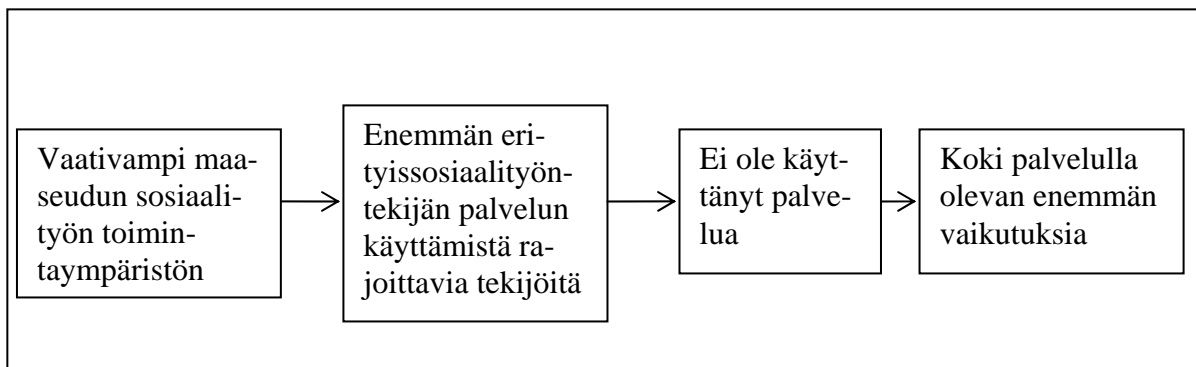 Vaativampi maa-
seudun sosiaali-
työn toimin-
taympäristön
Enemmän eri-
tyissosiaalityön-
tekijän palvelun
käyttämistä ra-
joittavia tekijöitä
Ei ole käyt-
tänyt palve-
lua
Koki palvelulla
olevan enemmän
vaikutuksia